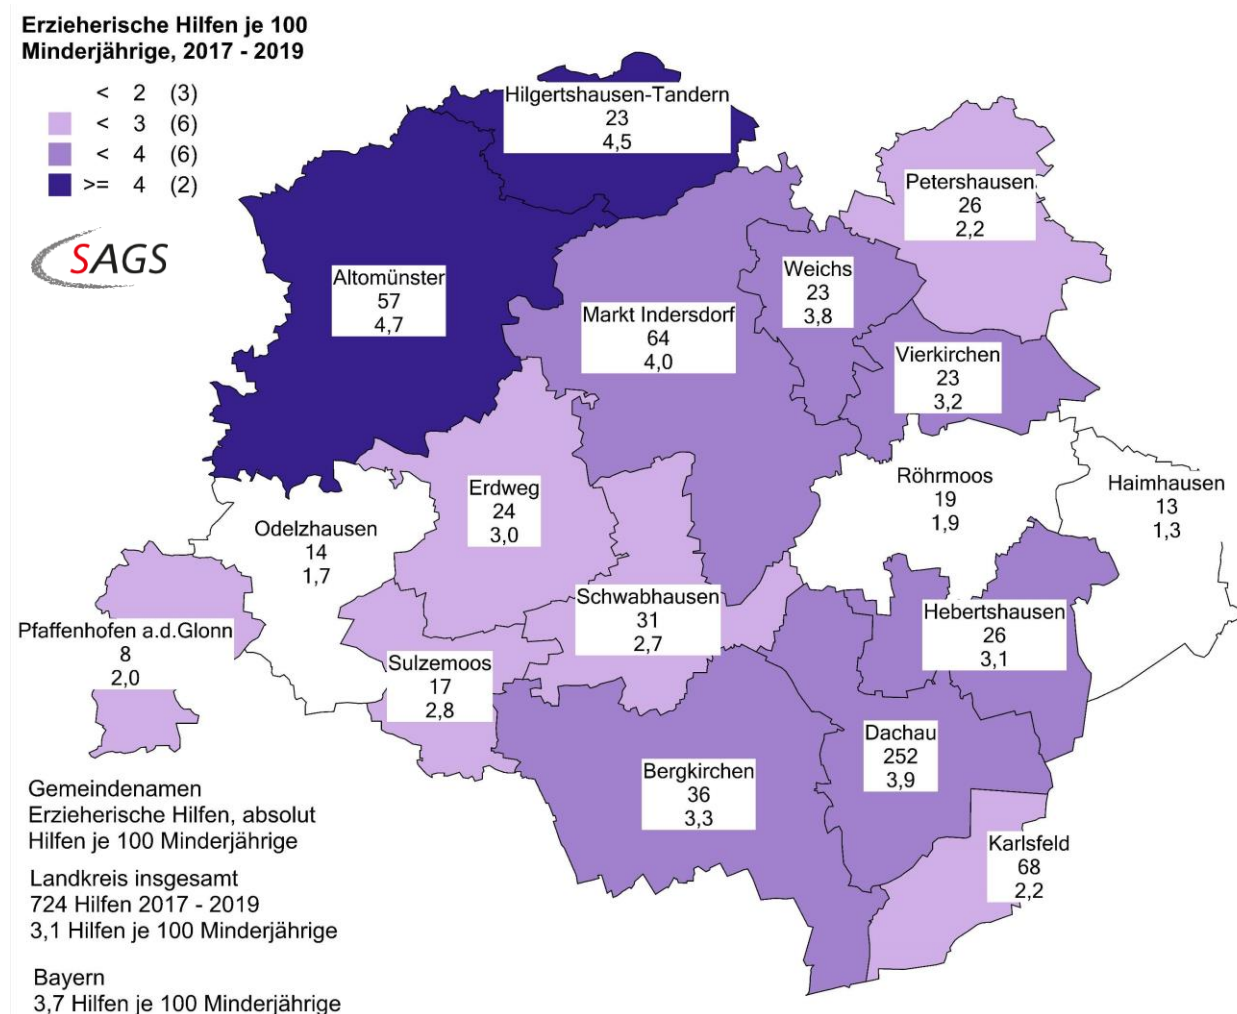 Erzieherische Hilfen je 100
Minderjährige, 2017 - 2019
< 2 (3)
< 3 (6)
< 4 (6)
>= 4 (2)
SAGS
Hilgertshausen-Tandern
23
4,5
Petershausen
26
2,2
Altomünster
57
4,7
Weichs
23
3,8
Markt Indersdorf
64
4,0
Vierkirchen
23
3,2
Röhrmoos
19
1,9
Haimhausen
13
1,3
Erdweg
24
3,0
Odelzhausen
14
1,7
Schwabhausen
31
2,7
Hebertshausen
26
3,1
Pfaffenhofen a.d.Glonn
8
2,0
Sulzemoos
17
2,8
Dachau
252
3,9
Bergkirchen
36
3,3
Karlsfeld
68
2,2
Gemeindenamen
Erzieherische Hilfen, absolut
Hilfen je 100 Minderjährige
Landkreis insgesamt
724 Hilfen 2017 - 2019
3,1 Hilfen je 100 Minderjährige
Bayern
3,7 Hilfen je 100 Minderjährige